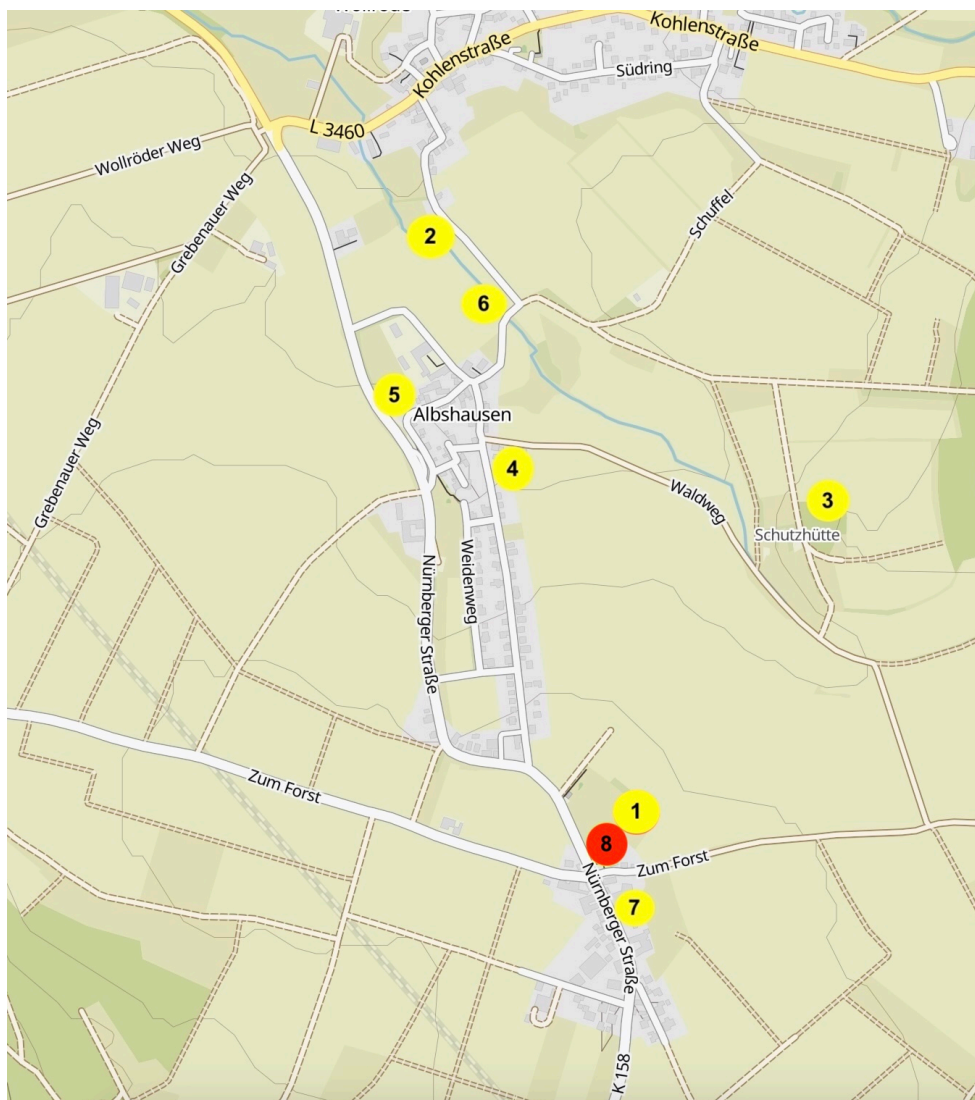 Kohlenstraße
Kohlenstraße
Südring
L 3460
Wollröder Weg
Grebenauer Weg
Schuffel
2
6
5
Albshausen
4
Grebenauer Weg
Waldweg
3
Schutzhütte
Weidenweg
Nürnberger Straße
Zum Forst
1
8
Zum Forst
7
Nürnberger Straße
K 158